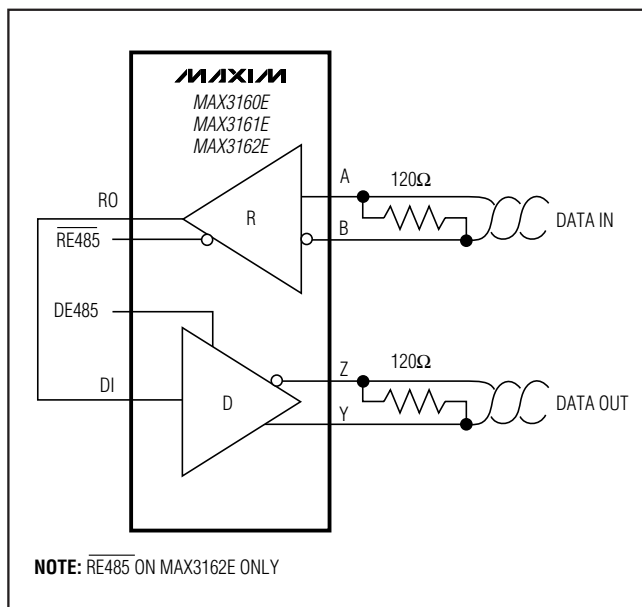 MAXIM
MAX3160E
MAX3161E
MAX3162E
A
120Ω
RO
R
DATA IN
B
RE485
DE485
Z
120Ω
DI
D
DATA OUT
Y
NOTE: RE485 ON MAX3162E ONLY